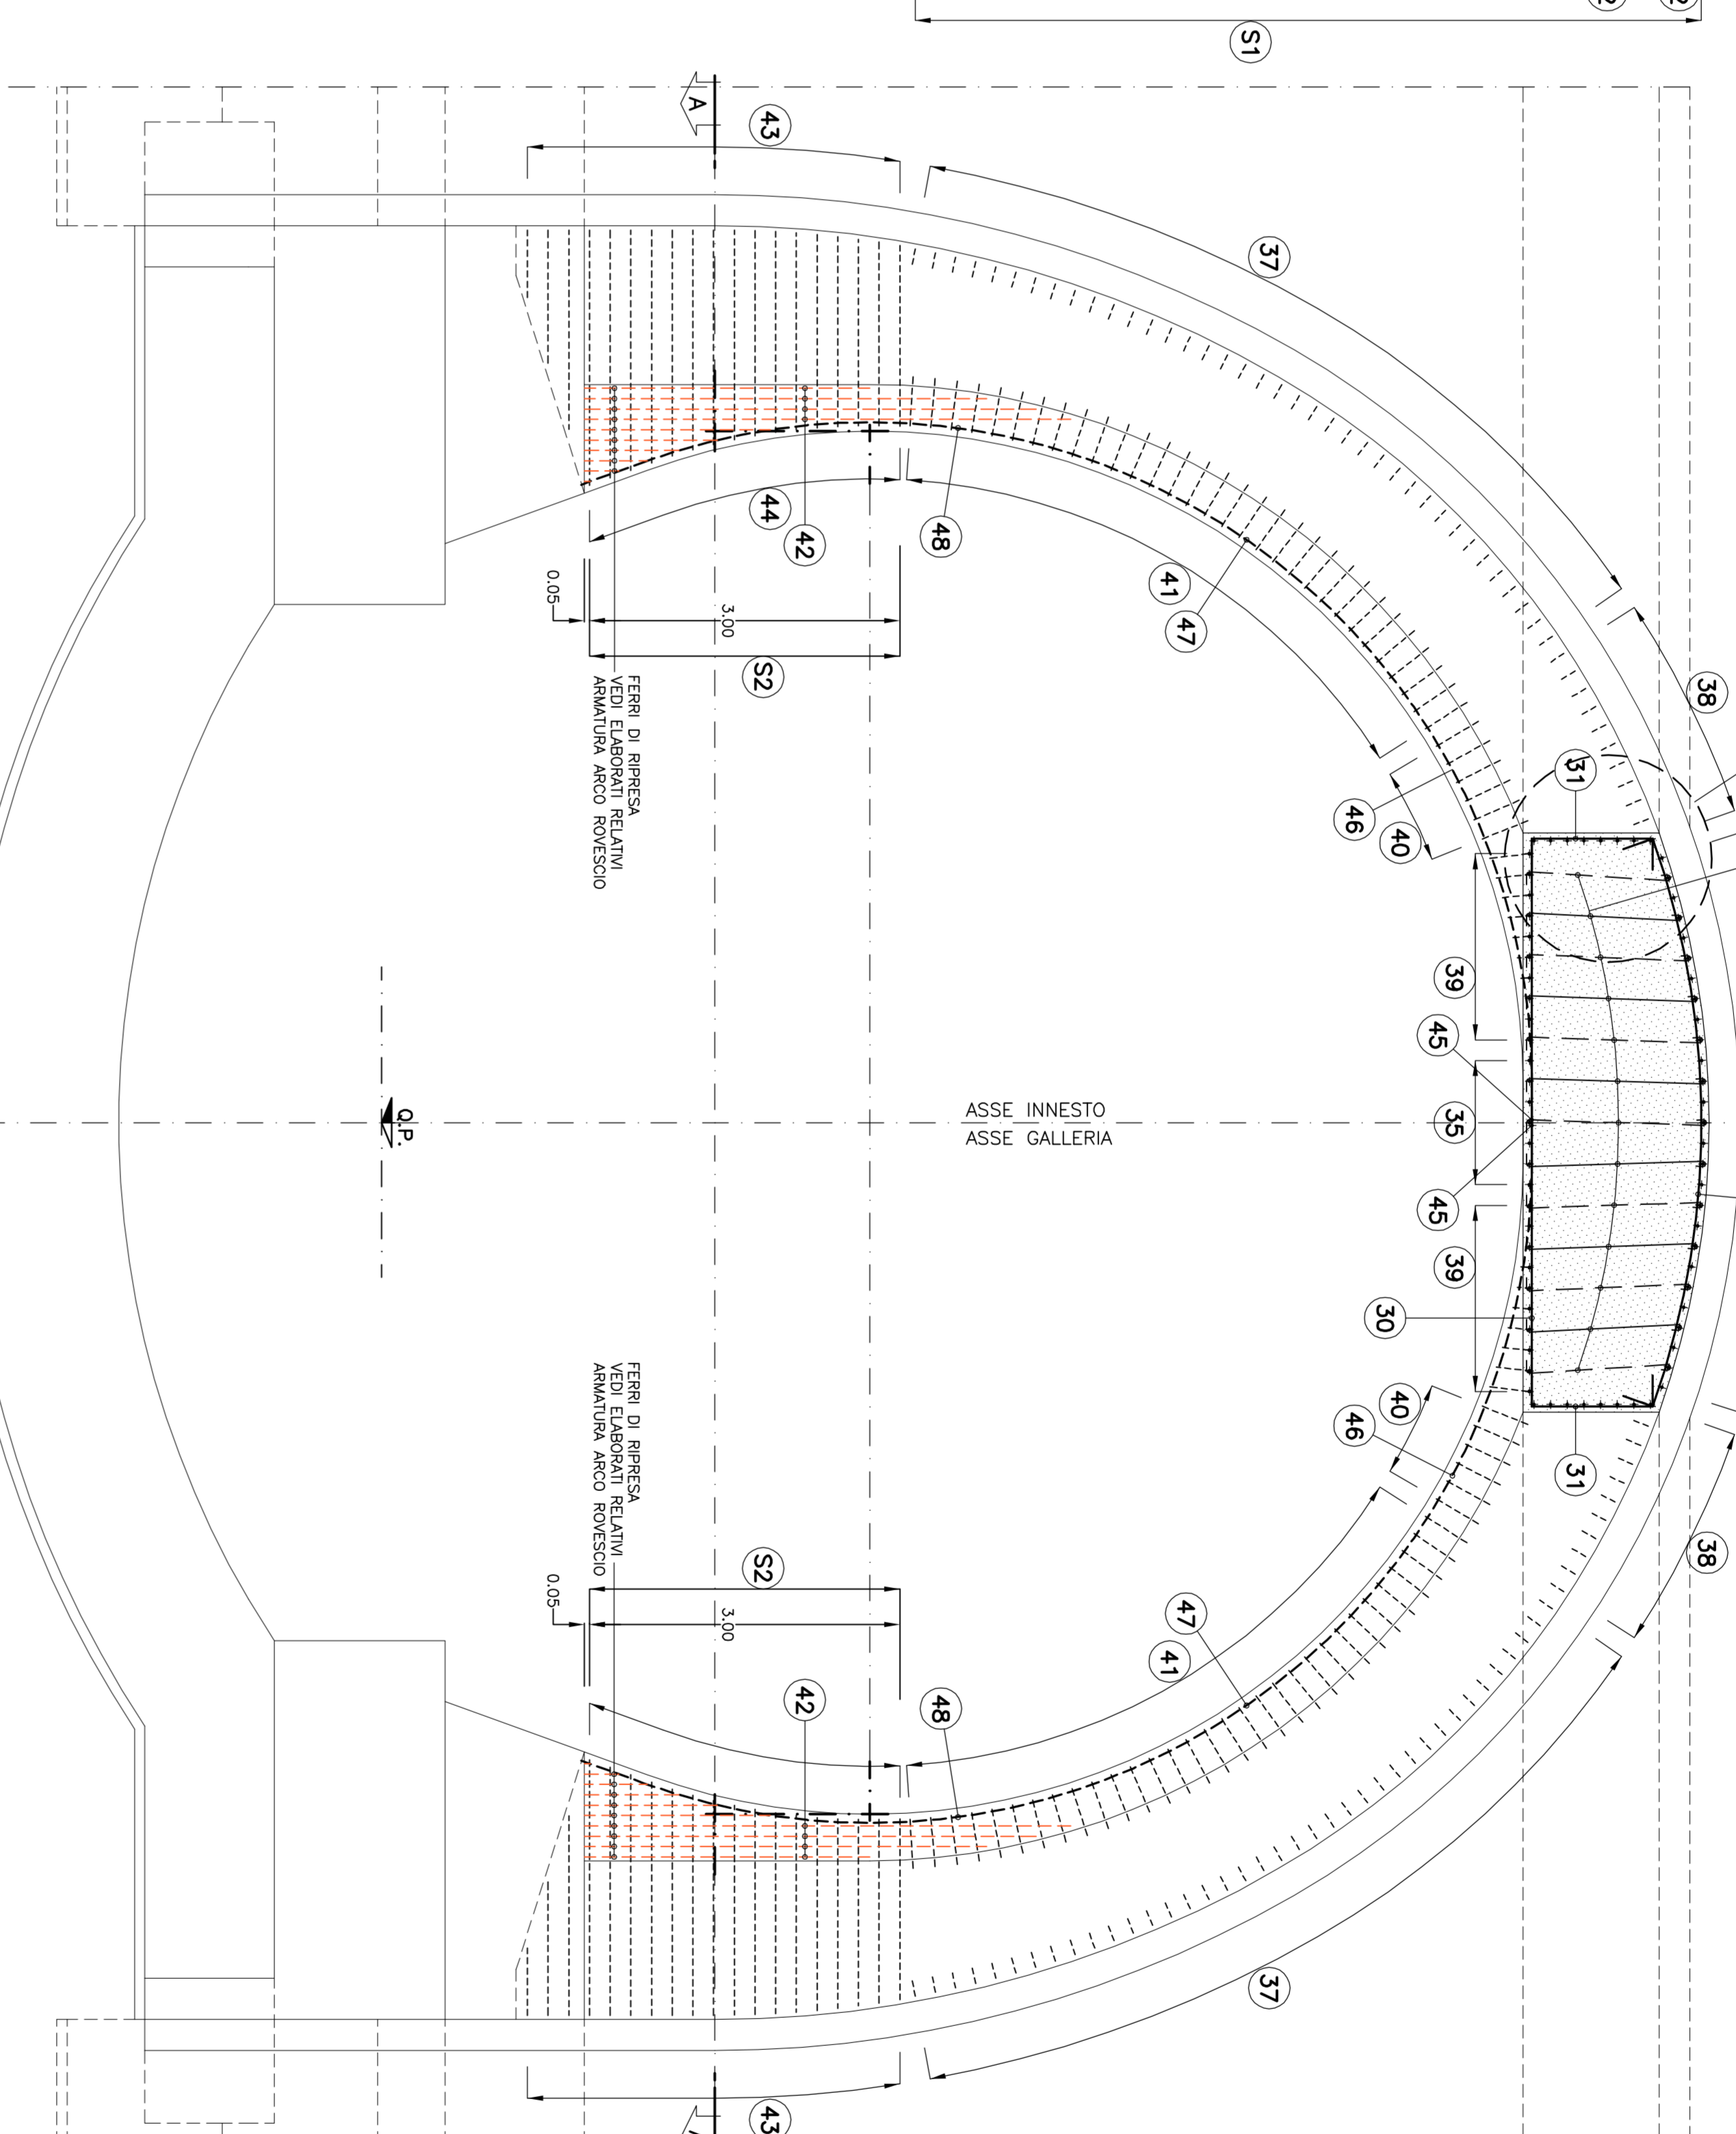 S1
A
43
37
38
31
44
42
48
41
47
46
40
0.05
3.00
S2
FERRI DI RIPRESA
VEDI ELABORATI RELATIVI
ARMATURA ARCO ROVESCIO
39
45
35
45
39
30
ASSE INNESTO
ASSE GALLERIA
Q.P.
FERRI DI RIPRESA
VEDI ELABORATI RELATIVI
ARMATURA ARCO ROVESCIO
S2
0.05
3.00
40
46
31
38
47
41
42
48
37
43